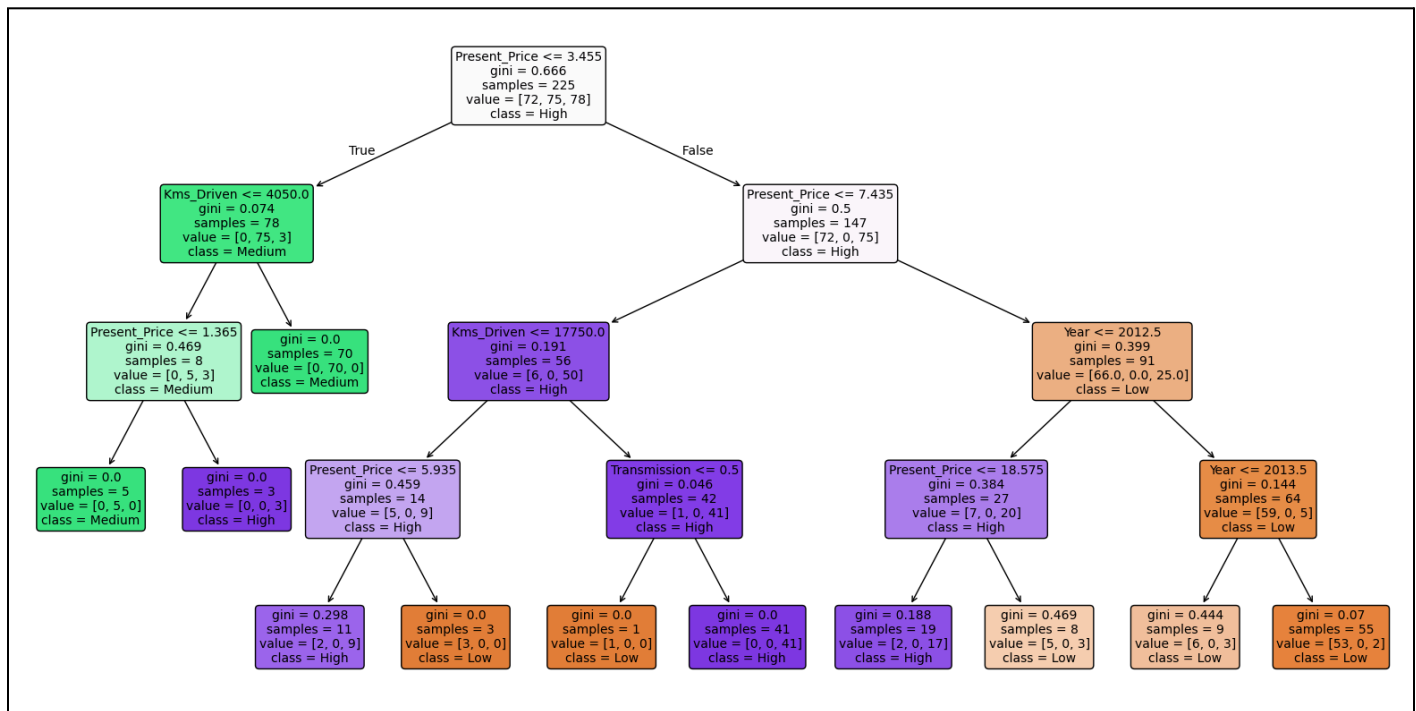 Present_Price <= 3.455
gini = 0.666
samples = 225
value = [72, 75, 78]
class = High
True
False
Kms_Driven <= 4050.0
gini = 0.074
samples = 78
value = [0, 75, 3]
class = Medium
Present_Price <= 7.435
gini = 0.5
samples = 147
value = [72, 0, 75]
class = High
Present_Price <= 1.365
gini = 0.469
samples = 8
value = [0, 5, 3]
class = Medium
gini = 0.0
samples = 70
value = [0, 70, 0]
class = Medium
Kms_Driven <= 17750.0
gini = 0.191
samples = 56
value = [6, 0, 50]
class = High
Year <= 2012.5
gini = 0.399
samples = 91
value = [66.0, 0.0, 25.0]
class = Low
gini = 0.0
samples = 5
value = [0, 5, 0]
class = Medium
gini = 0.0
samples = 3
value = [0, 0, 3]
class = High
Present_Price <= 5.935
gini = 0.459
samples = 14
value = [5, 0, 9]
class = High
Transmission <= 0.5
gini = 0.046
samples = 42
value = [1, 0, 41]
class = High
Present_Price <= 18.575
gini = 0.384
samples = 27
value = [7, 0, 20]
class = High
Year <= 2013.5
gini = 0.144
samples = 64
value = [59, 0, 5]
class = Low
gini = 0.298
samples = 11
value = [2, 0, 9]
class = High
gini = 0.0
samples = 3
value = [3, 0, 0]
class = Low
gini = 0.0
samples = 1
value = [1, 0, 0]
class = Low
gini = 0.0
samples = 41
value = [0, 0, 41]
class = High
gini = 0.188
samples = 19
value = [2, 0, 17]
class = High
gini = 0.469
samples = 8
value = [5, 0, 3]
class = Low
gini = 0.444
samples = 9
value = [6, 0, 3]
class = Low
gini = 0.07
samples = 55
value = [53, 0, 2]
class = Low